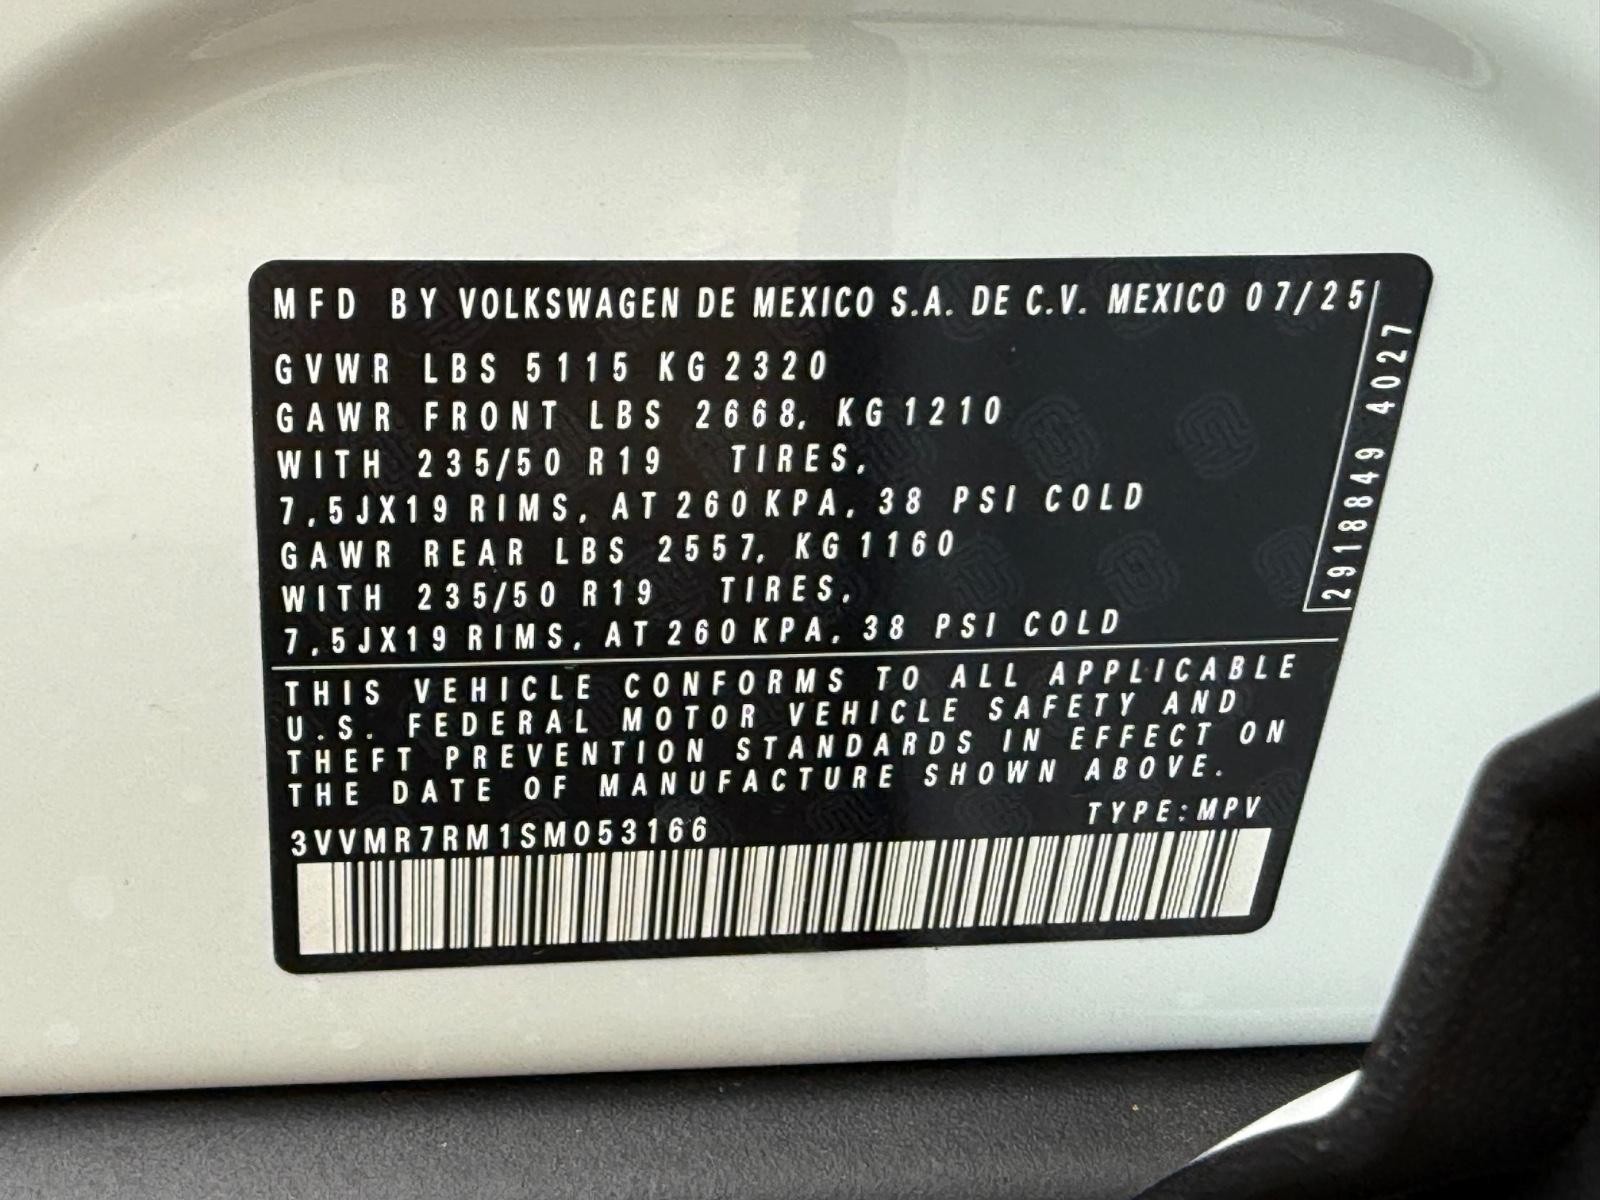 MFD BY VOLKSWAGEN DE MEXICO S.A. DE C.V. MEXICO 07/25
GVWR LBS 5115 KG 2320
GAWR FRONT LBS 2668, KG 1210
WITH 235/50 R19 TIRES,
7,5JX19 RIMS, AT 260 KPA, 38 PSI COLD
GAWR REAR LBS 2557, KG 1160
WITH 235/50 R19 TIRES,
7,5JX19 RIMS, AT 260 KPA, 38 PSI COLD
2918849 4027
THIS VEHICLE CONFORMS TO ALL APPLICABLE
U.S. FEDERAL MOTOR VEHICLE SAFETY AND
THEFT PREVENTION STANDARDS IN EFFECT ON
THE DATE OF MANUFACTURE SHOWN ABOVE.
TYPE:MPV
3VVMR7RM1SM053166